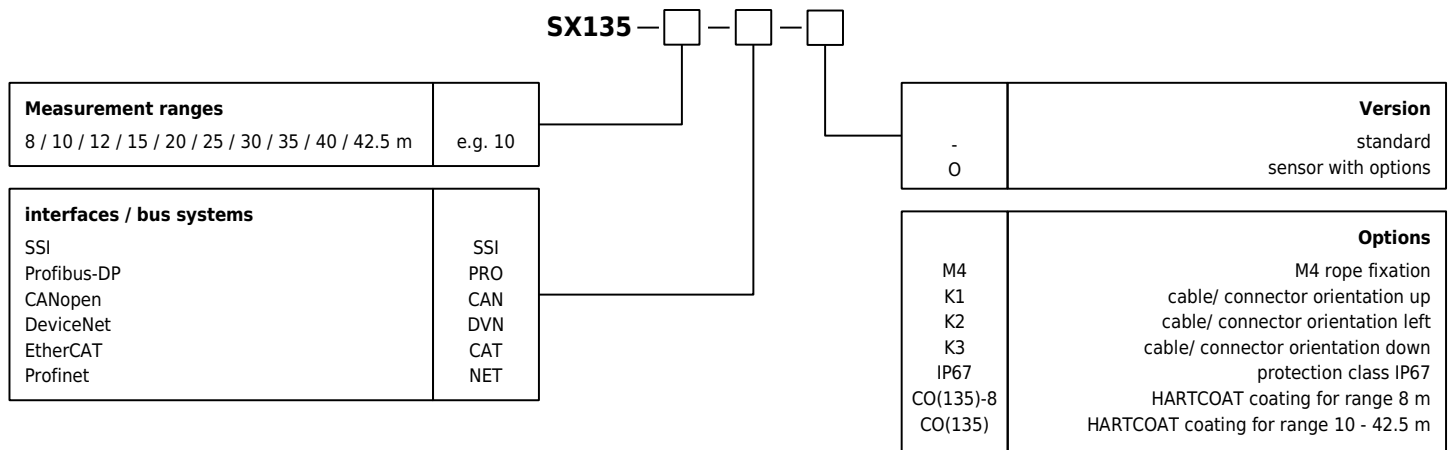 SX135
Measurement ranges
8 / 10 / 12 / 15 / 20 / 25 / 30 / 35 / 40 / 42.5 m e.g. 10
interfaces / bus systems
SSI SSI
Profibus-DP PRO
CANopen CAN
DeviceNet DVN
EtherCAT CAT
Profinet NET
Version
- standard
O sensor with options
Options
M4 M4 rope fixation
K1 cable/ connector orientation up
K2 cable/ connector orientation left
K3 cable/ connector orientation down
IP67 protection class IP67
CO(135)-8 HARTCOAT coating for range 8 m
CO(135) HARTCOAT coating for range 10 - 42.5 m